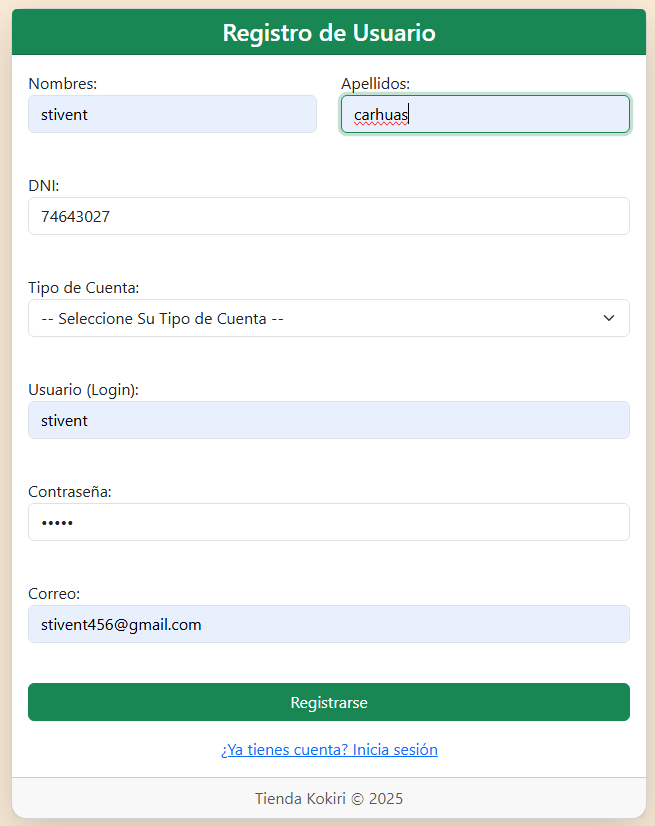 Registro de Usuario
Nombres: Apellidos:
stivent carhuas
DNI:
74643027
Tipo de Cuenta:
-- Seleccione Su Tipo de Cuenta --
Usuario (Login):
stivent
Contraseña:
•••••
Correo:
stivent456@gmail.com
Registrarse
¿Ya tienes cuenta? Inicia sesión
Tienda Kokiri © 2025